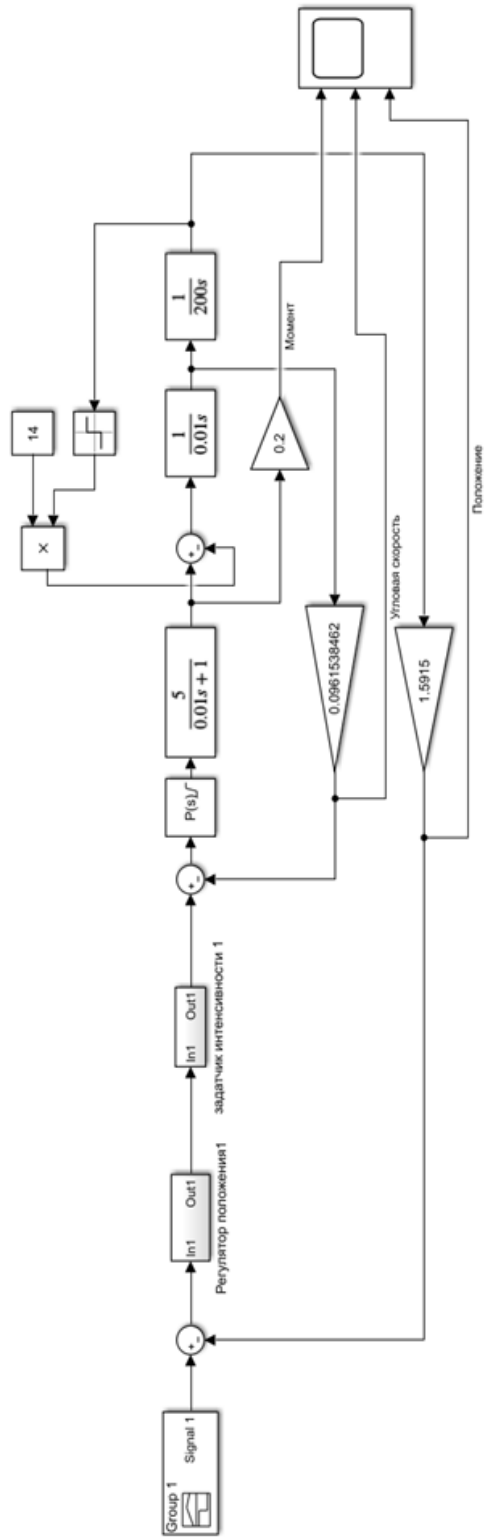 Group 1
Signal 1
In1 Out1
Регулятор положения1
In1 Out1
задатчик интенсивности 1
P(s)
5
0.01s + 1
14
×
1
0.01s
1
200s
0.2
Момент
0.0961538462
Угловая скорость
1.5915
Положение